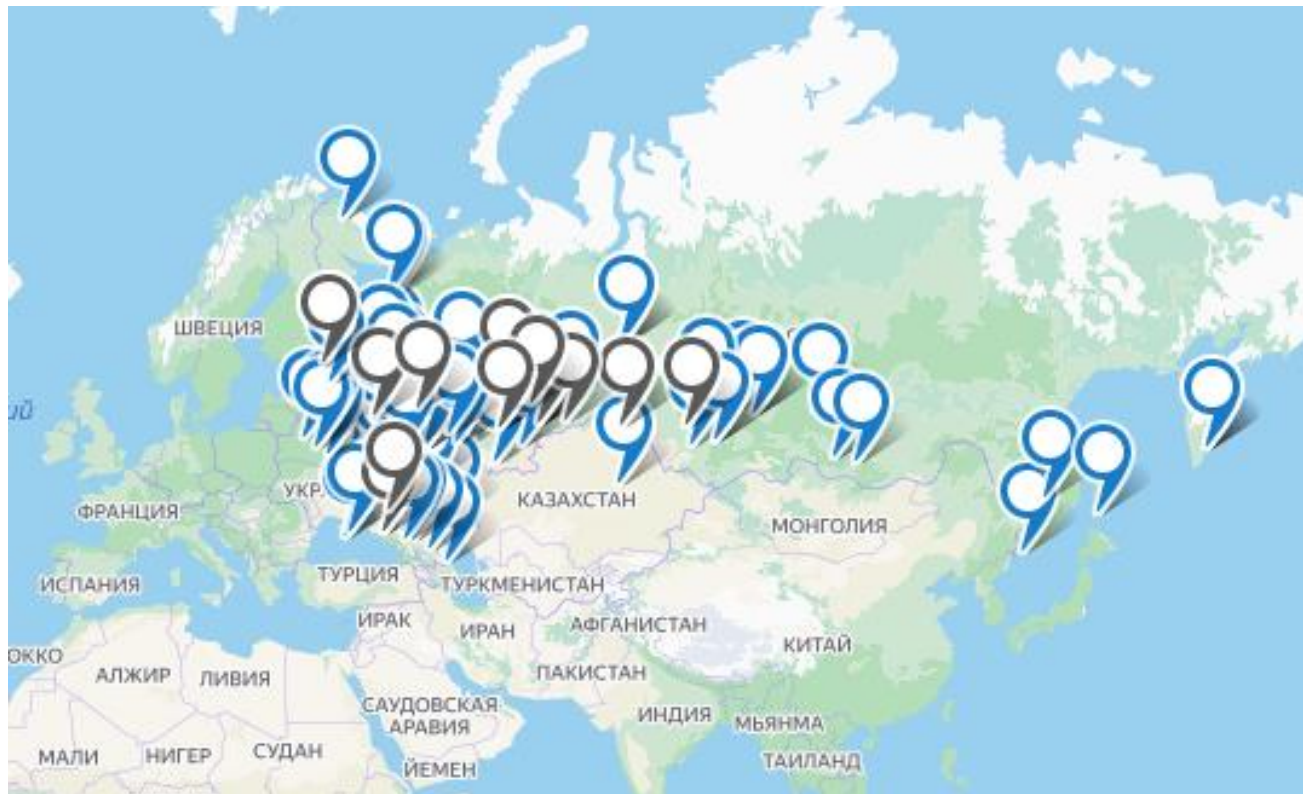 ШВЕЦИЯ
ФРАНЦИЯ
КАЗАХСТАН
МОНГОЛИЯ
ИСПАНИЯ
ТУРЦИЯ
ТУРКМЕНИСТАН
ИРАК
ИРАН
АФГАНИСТАН
КИТАЙ
ОККО
АЛЖИР
ЛИВИЯ
ПАКИСТАН
САУДОВСКАЯ
АРАВИЯ
ИНДИЯ
МЬЯНМА
МАЛИ
НИГЕР
СУДАН
ЙЕМЕН
ТАИЛАНД